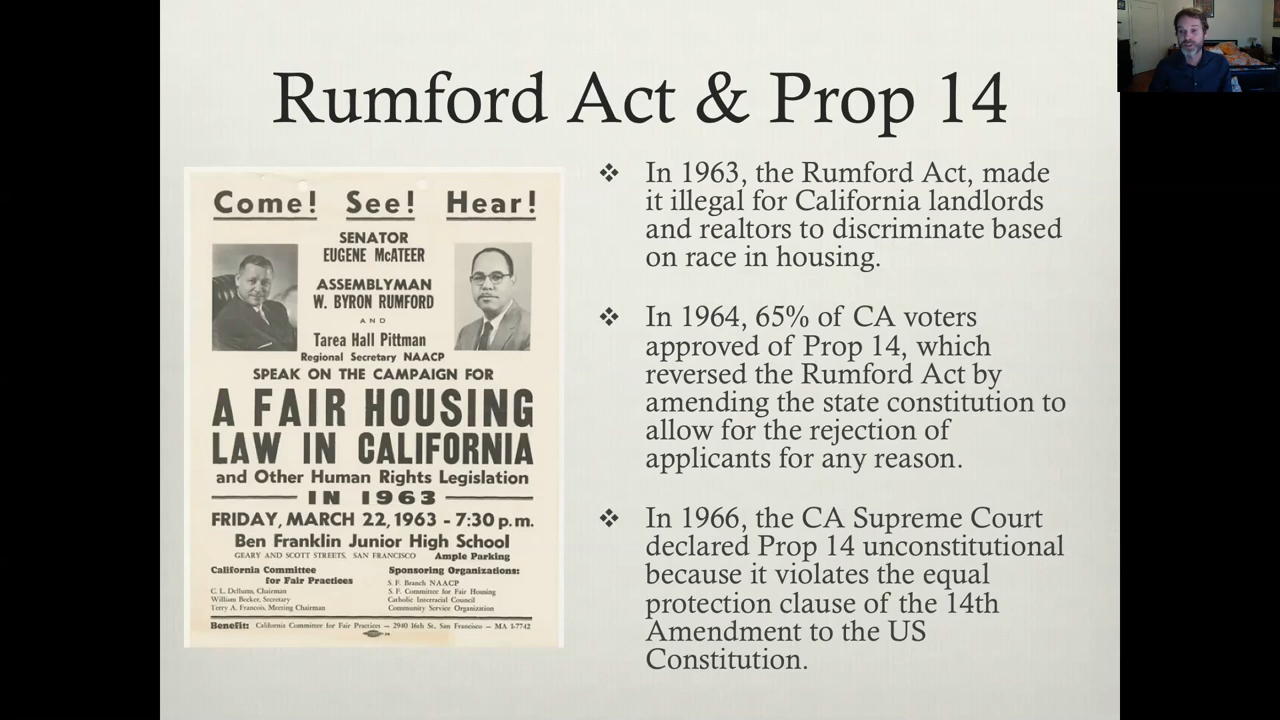 Rumford Act & Prop 14
Come! See! Hear!
SENATOR
EUGENE McATEER
ASSEMBLYMAN
W. BYRON RUMFORD
AND
Tarea Hall Pittman
Regional Secretary NAACP
SPEAK ON THE CAMPAIGN FOR
A FAIR HOUSING
LAW IN CALIFORNIA
and Other Human Rights Legislation
IN 1963
FRIDAY, MARCH 22, 1963 - 7:30 p.m.
Ben Franklin Junior High School
GEARY AND SCOTT STREETS, SAN FRANCISCO Ample Parking
California Committee
for Fair Practices
C. L. Dellums, Chairman
William Becker, Secretary
Terry A. Francois, Meeting Chairman
Sponsoring Organizations:
S. F. Branch NAACP
S. F. Committee for Fair Housing
Catholic Interracial Council
Community Service Organization
Benefit: California Committee for Fair Practices — 2940 16th St., San Francisco — MA 1-7742
❖ In 1963, the Rumford Act, made
it illegal for California landlords
and realtors to discriminate based
on race in housing.
❖ In 1964, 65% of CA voters
approved of Prop 14, which
reversed the Rumford Act by
amending the state constitution to
allow for the rejection of
applicants for any reason.
❖ In 1966, the CA Supreme Court
declared Prop 14 unconstitutional
because it violates the equal
protection clause of the 14th
Amendment to the US
Constitution.